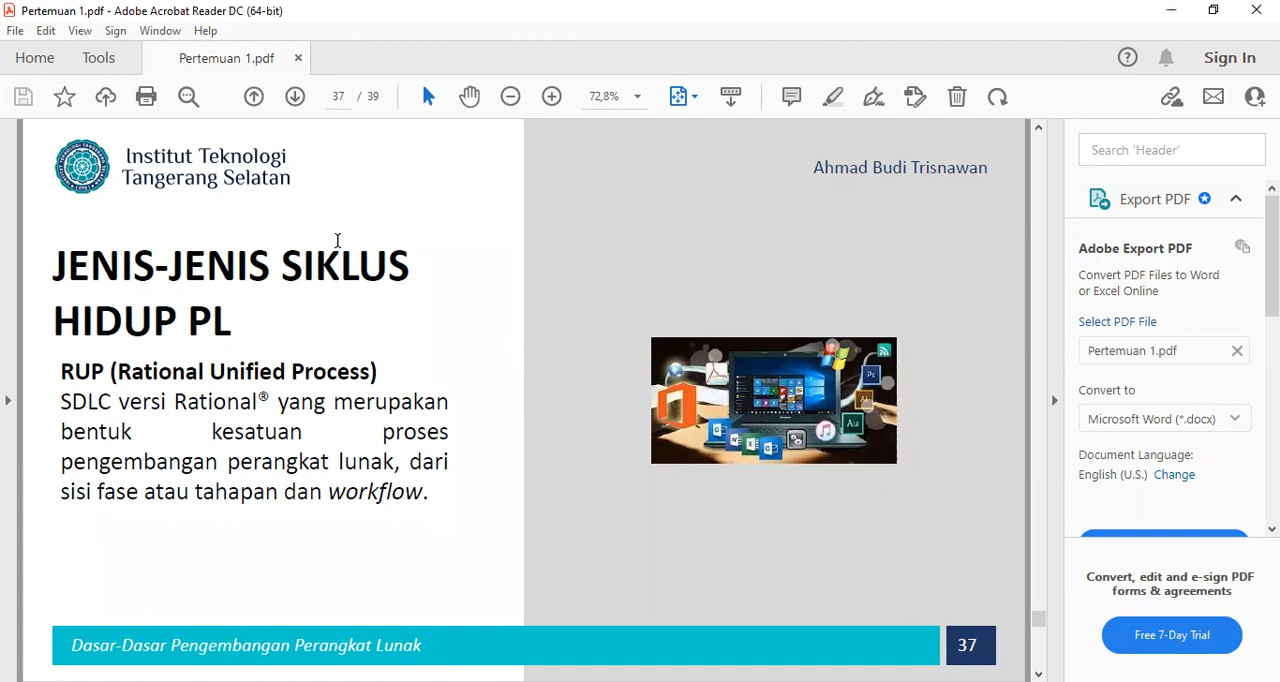 Pertemuan 1.pdf - Adobe Acrobat Reader DC (64-bit)
File Edit View Sign Window Help
Home Tools Pertemuan 1.pdf Sign In
37 / 39 72,8%
Institut Teknologi
Tangerang Selatan
Ahmad Budi Trisnawan
JENIS-JENIS SIKLUS
HIDUP PL
RUP (Rational Unified Process)
SDLC versi Rational® yang merupakan
bentuk kesatuan proses
pengembangan perangkat lunak, dari
sisi fase atau tahapan dan workflow.
Ps
Ai
Au
Dasar-Dasar Pengembangan Perangkat Lunak
37
Search 'Header'
Export PDF
Adobe Export PDF
Convert PDF Files to Word
or Excel Online
Select PDF File
Pertemuan 1.pdf
Convert to
Microsoft Word (*.docx)
Document Language:
English (U.S.) Change
Convert, edit and e-sign PDF
forms & agreements
Free 7-Day Trial